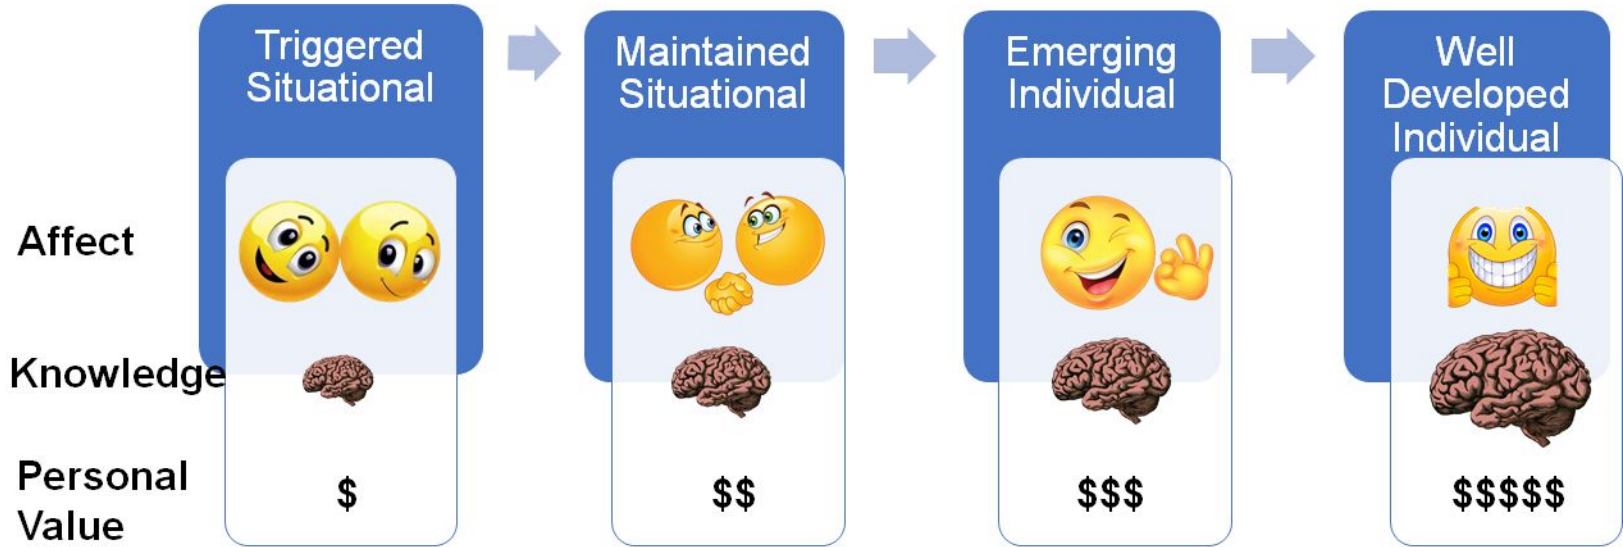 Triggered
Situational
Maintained
Situational
Emerging
Individual
Well
Developed
Individual
Affect
Knowledge
Personal
Value
$
$$
$$$
$$$$$